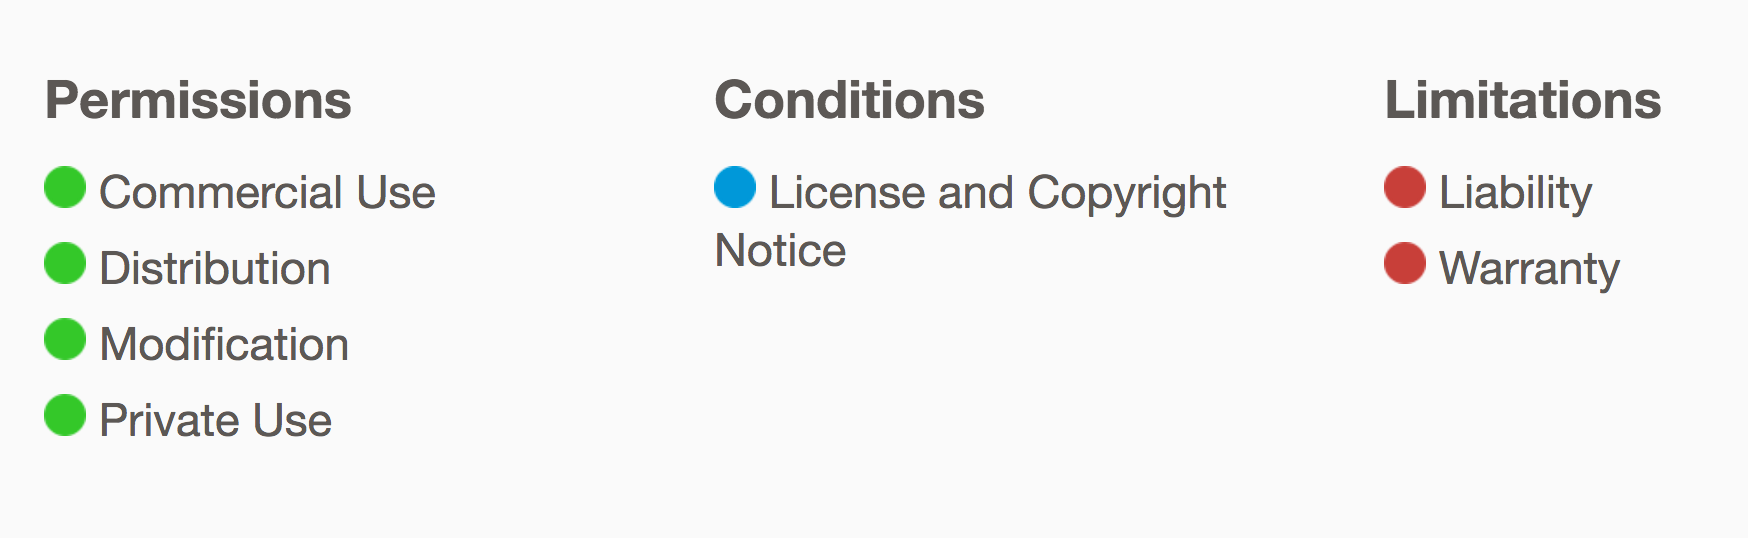 Permissions
Commercial Use
Distribution
Modification
Private Use
Conditions
License and Copyright
Notice
Limitations
Liability
Warranty